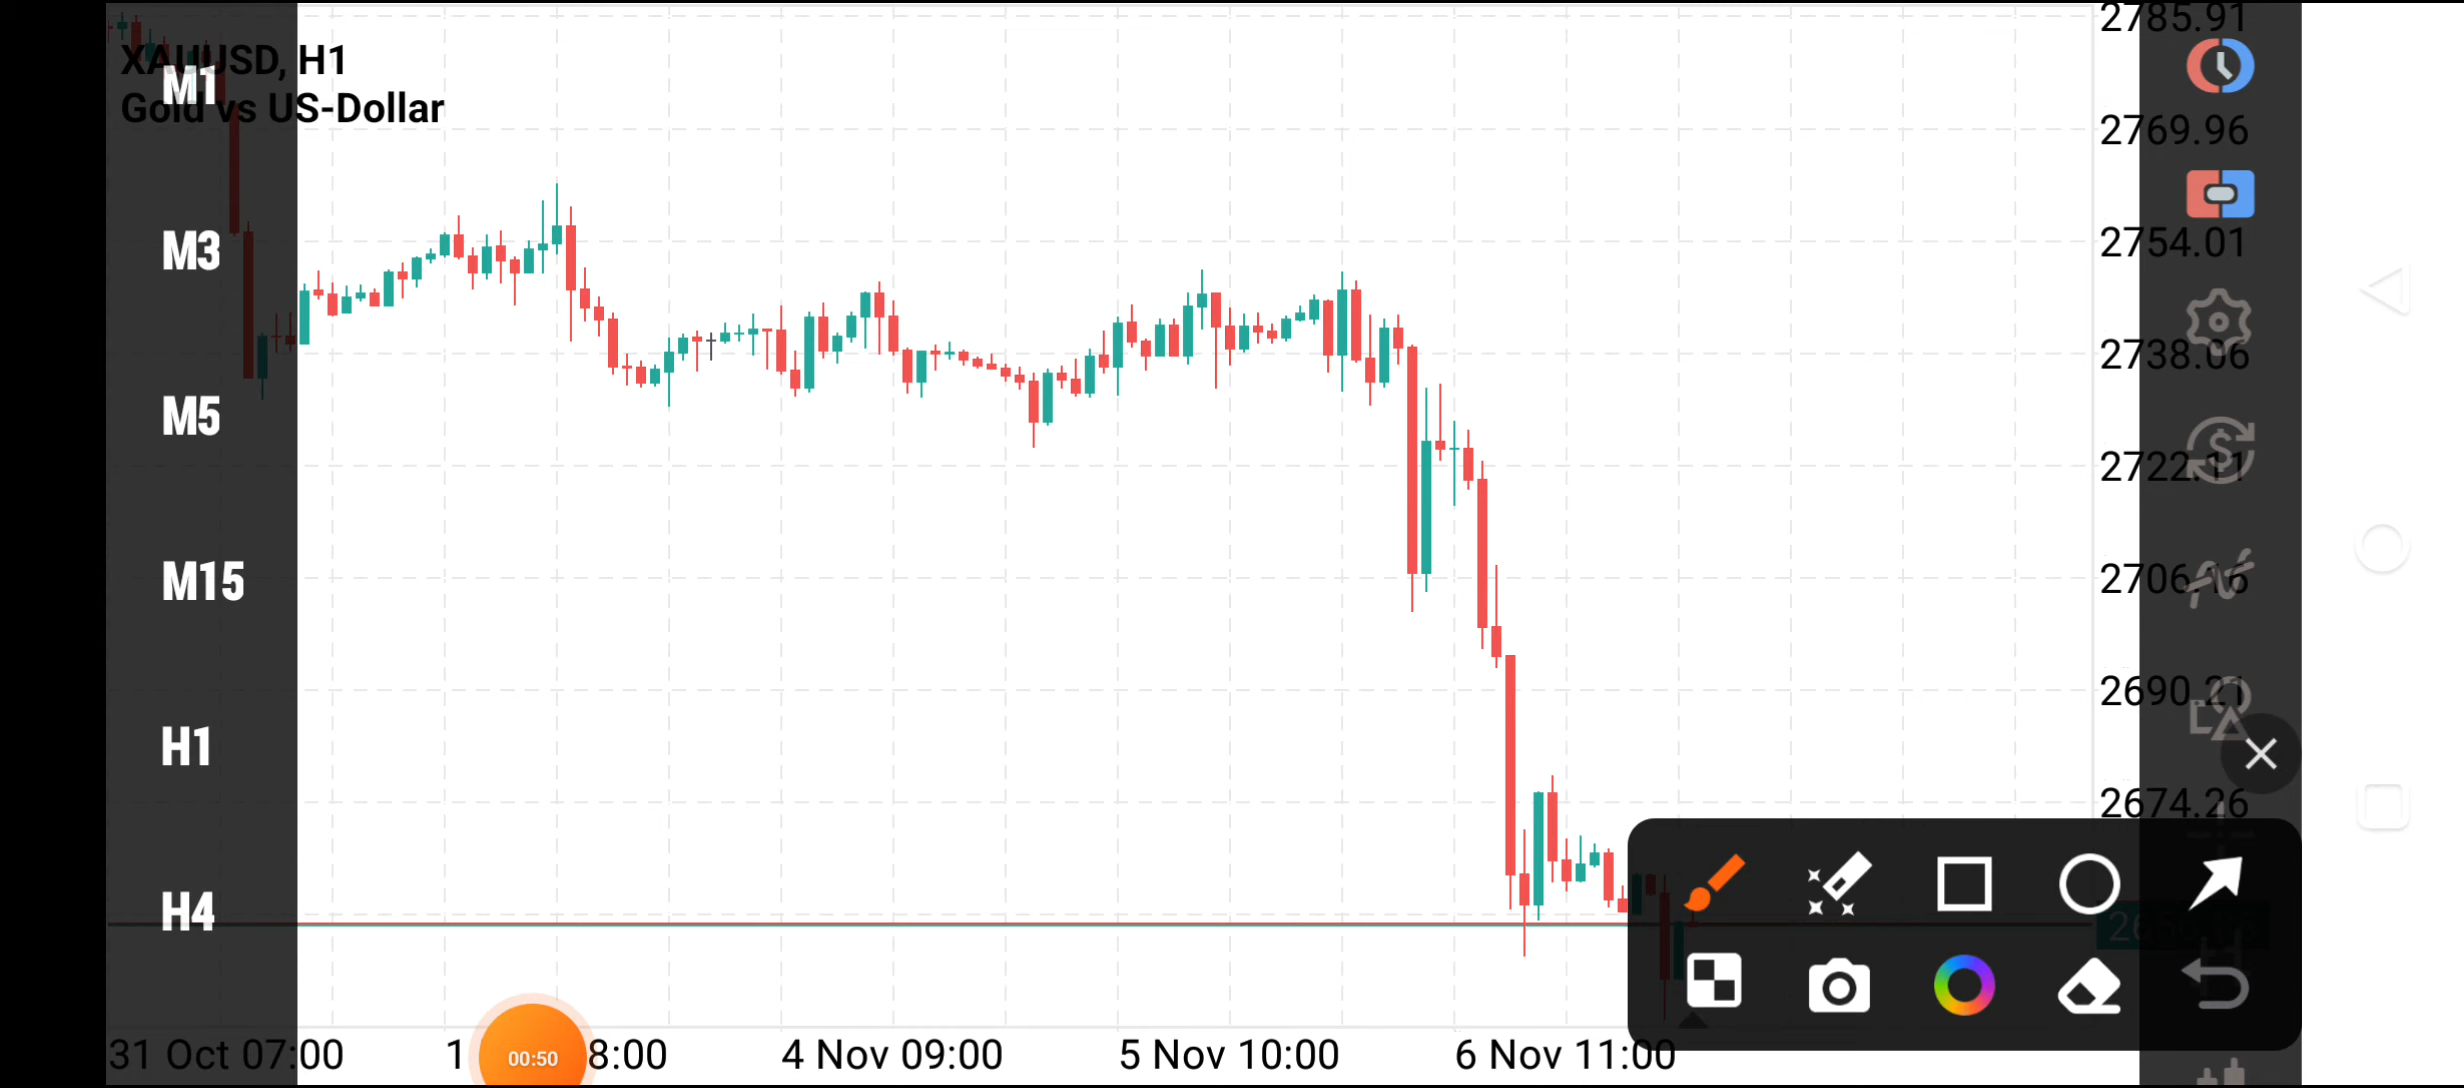 XAUUSD, H1
Gold vs US-Dollar
M1
M3
M5
M15
H1
H4
2785.91
2769.96
2754.01
2738.06
2722.11
2706.16
2690.21
2674.26
31 Oct 07:00
8:00
4 Nov 09:00
5 Nov 10:00
6 Nov 11:00
00:50